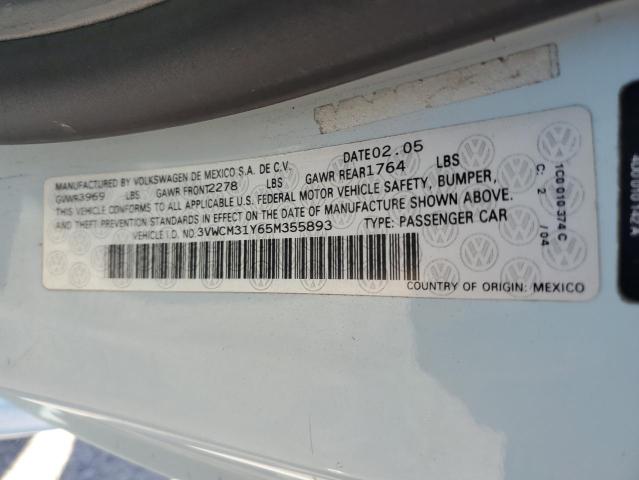 MANUFACTURED BY VOLKSWAGEN DE MEXICO S.A. DE C.V. DATE02.05
GVWR3969 LBS GAWR FRONT2278 LBS GAWR REAR1764 LBS
THIS VEHICLE CONFORMS TO ALL APPLICABLE U.S. FEDERAL MOTOR VEHICLE SAFETY, BUMPER,
AND THEFT PREVENTION STANDARDS IN EFFECT ON THE DATE OF MANUFACTURE SHOWN ABOVE.
VEHICLE I.D. NO. 3VWCM31Y65M355893 TYPE: PASSENGER CAR
COUNTRY OF ORIGIN: MEXICO
1C0 010 374 C
C. 2 /04